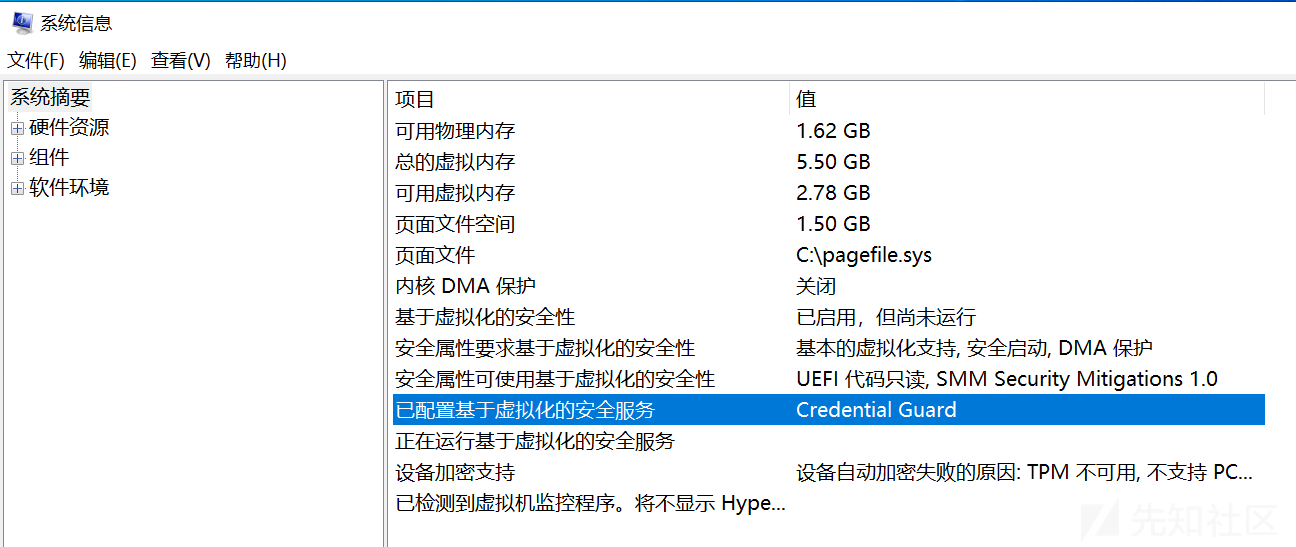 系统信息
文件(F) 编辑(E) 查看(V) 帮助(H)
系统摘要
硬件资源
组件
软件环境
项目 值
可用物理内存 1.62 GB
总的虚拟内存 5.50 GB
可用虚拟内存 2.78 GB
页面文件空间 1.50 GB
页面文件 C:\pagefile.sys
内核 DMA 保护 关闭
基于虚拟化的安全性 已启用，但尚未运行
安全属性要求基于虚拟化的安全性 基本的虚拟化支持, 安全启动, DMA 保护
安全属性可使用基于虚拟化的安全性 UEFI 代码只读, SMM Security Mitigations 1.0
已配置基于虚拟化的安全服务 Credential Guard
正在运行基于虚拟化的安全服务
设备加密支持 设备自动加密失败的原因: TPM 不可用, 不支持 PC...
已检测到虚拟机监控程序。将不显示 Hype...
先知社区